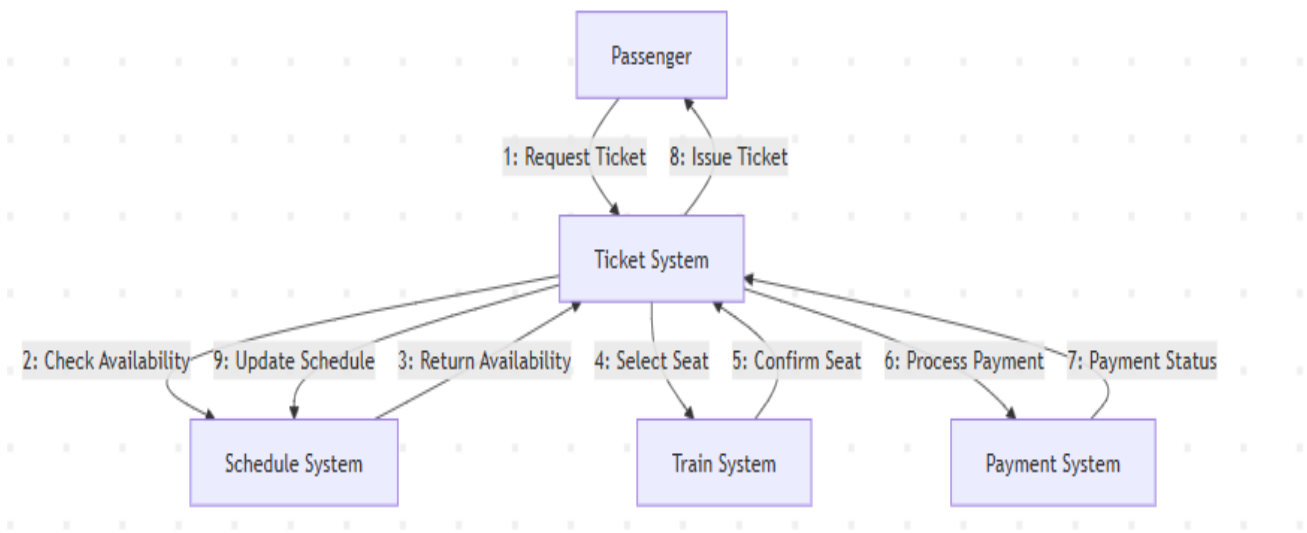 Passenger
1: Request Ticket
8: Issue Ticket
Ticket System
2: Check Availability
9: Update Schedule
3: Return Availability
4: Select Seat
5: Confirm Seat
6: Process Payment
7: Payment Status
Schedule System
Train System
Payment System